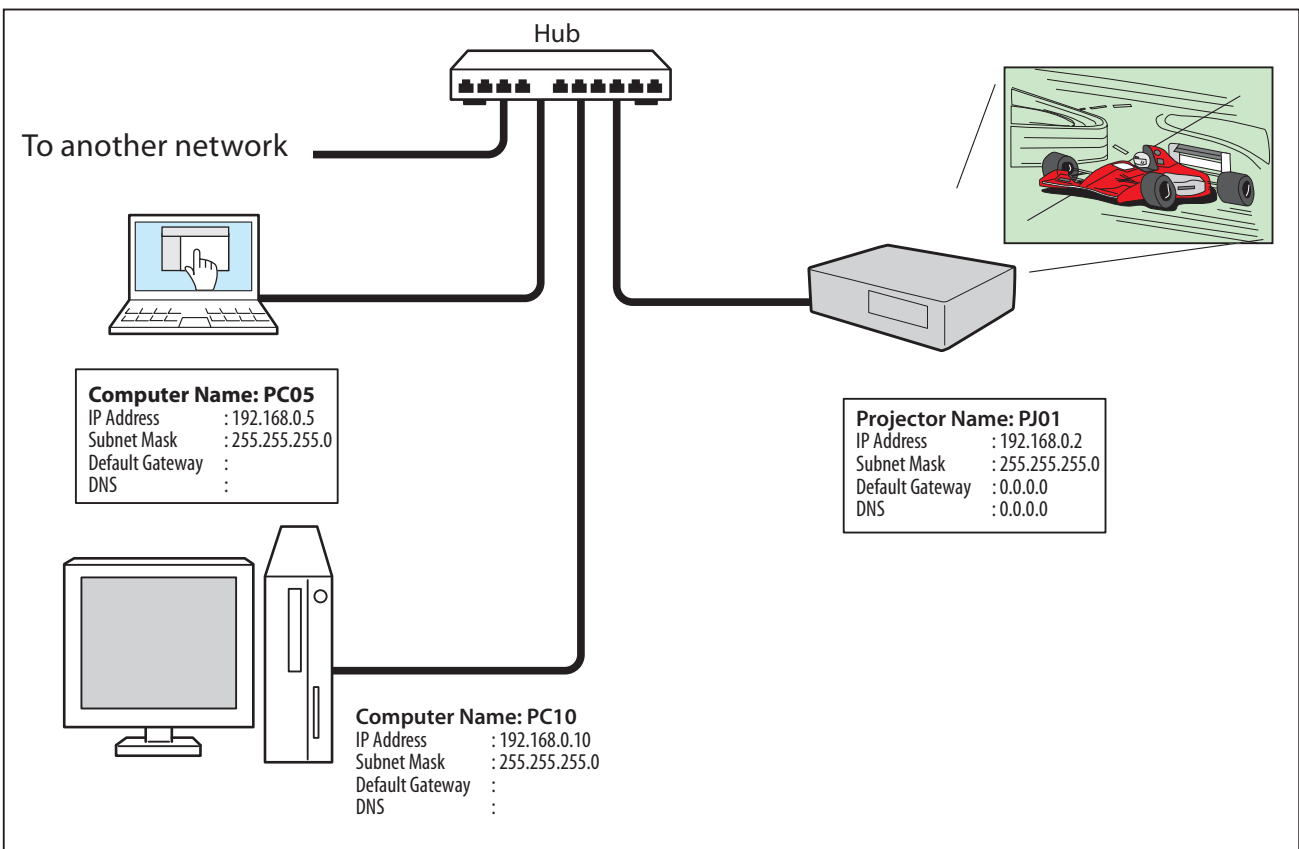 Hub
To another network
Computer Name: PC05
IP Address : 192.168.0.5
Subnet Mask : 255.255.255.0
Default Gateway :
DNS :
Projector Name: PJ01
IP Address : 192.168.0.2
Subnet Mask : 255.255.255.0
Default Gateway : 0.0.0.0
DNS : 0.0.0.0
Computer Name: PC10
IP Address : 192.168.0.10
Subnet Mask : 255.255.255.0
Default Gateway :
DNS :